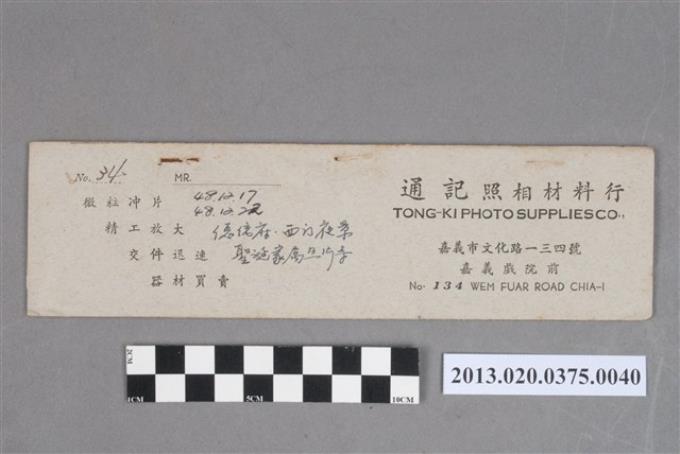 No. 34
MR.
微粒冲片
48.12.17
48.12.22
精工放大
交件迅速
器材買賣
通記照相材料行
TONG-KI PHOTO SUPPLIES CO.,
嘉義市文化路一三四號
嘉義戲院前
No. 134 WEM FUAR ROAD CHIA-I
2CM
1CM
5CM
10CM
2013.020.0375.0040